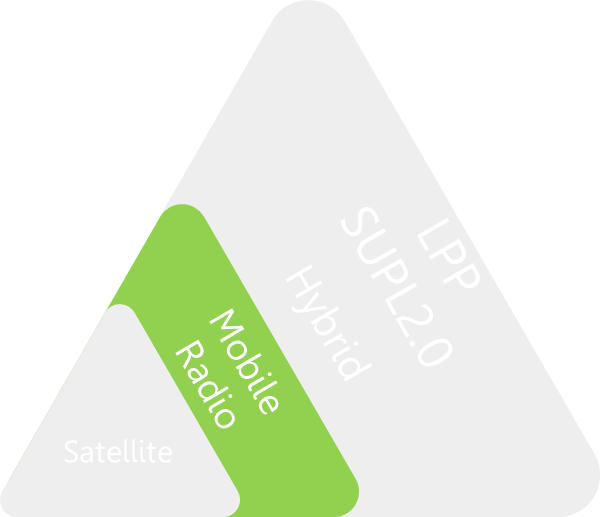 LPP
SUPL2.0
Hybrid
Mobile
Radio
Satellite